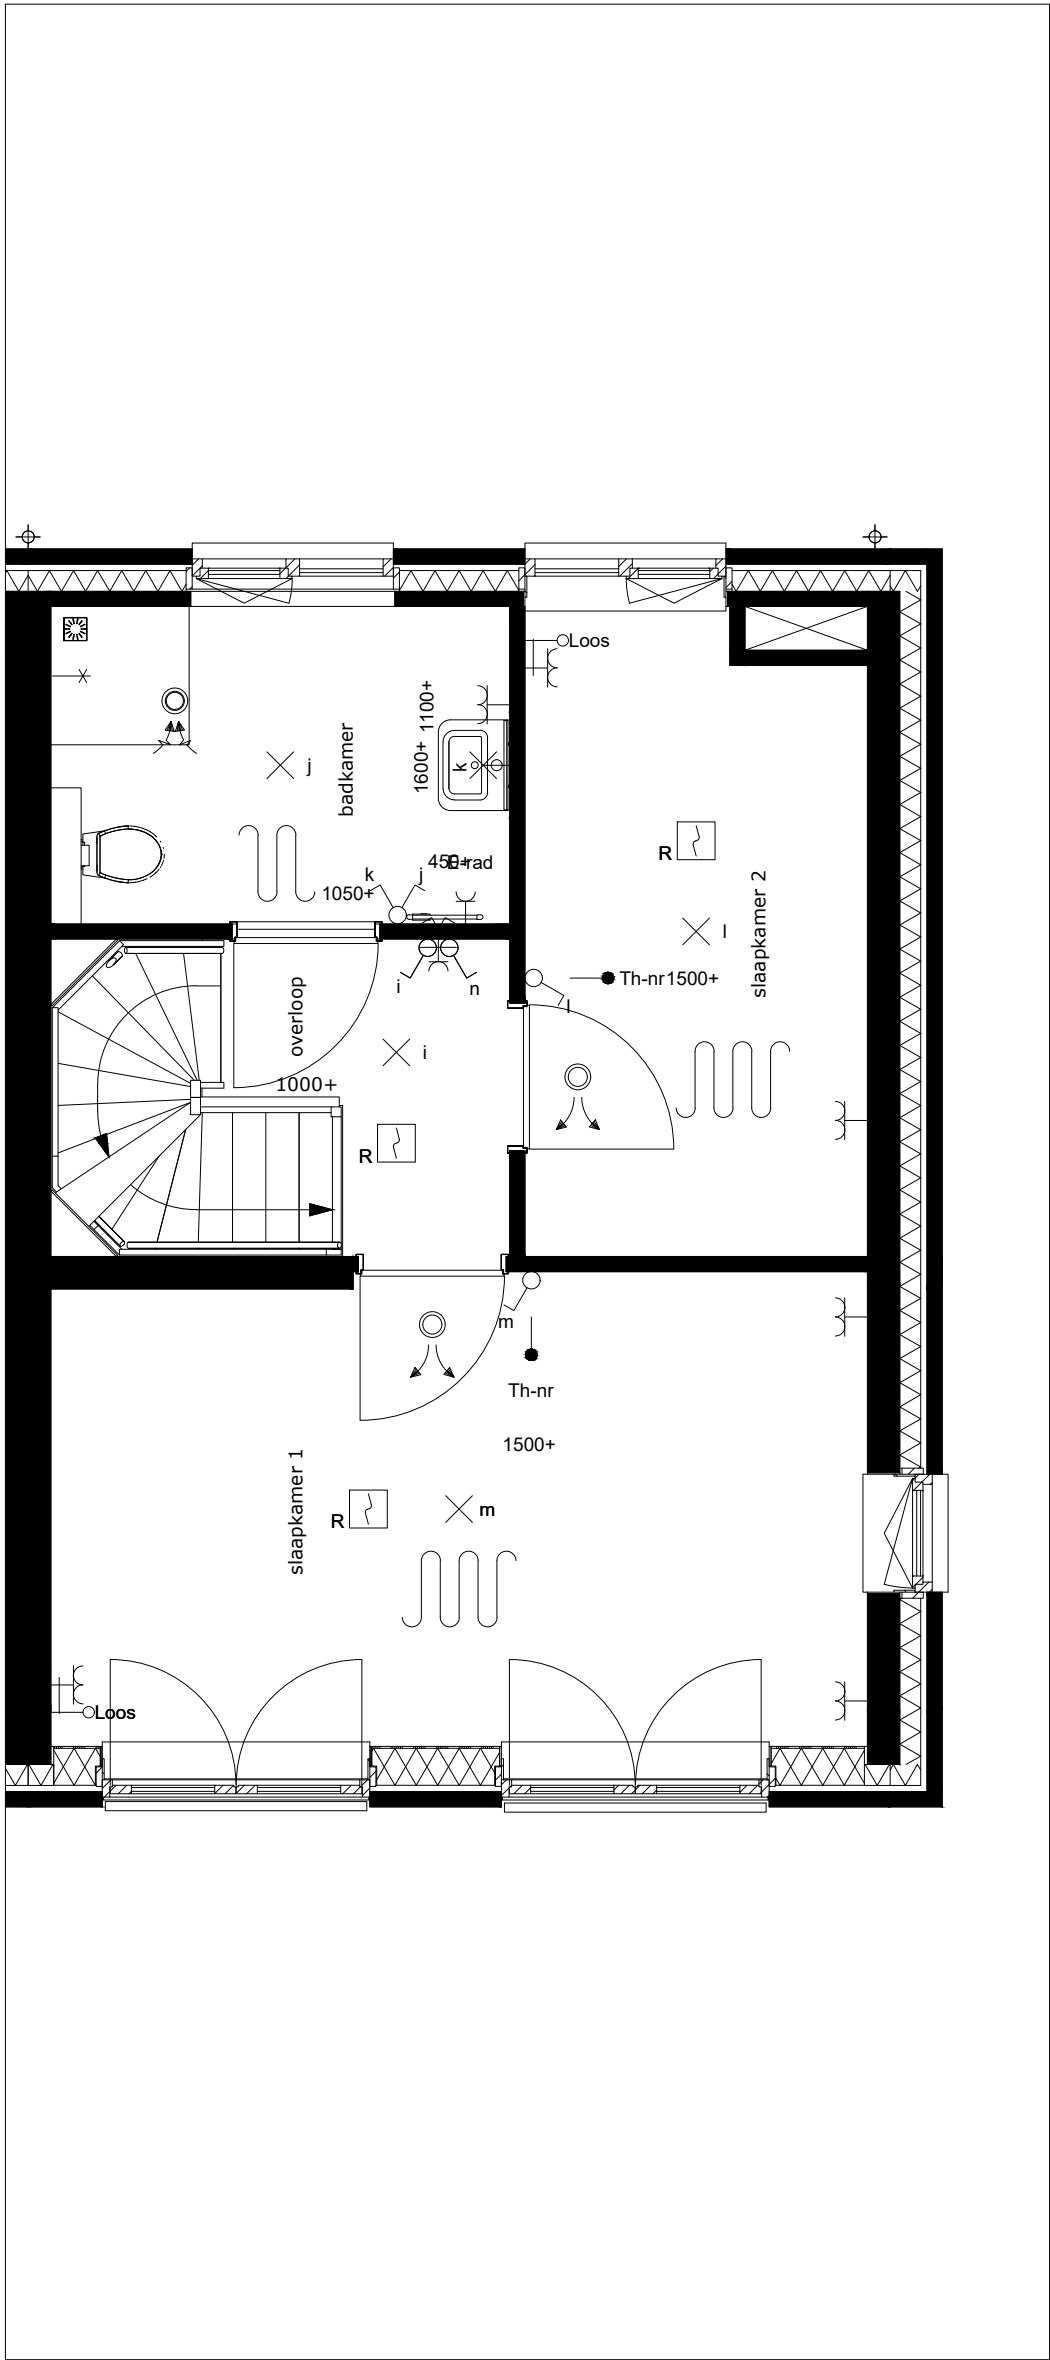 Loos
1100+
badkamer
j
1600+
k
R
450+
E-rad
k
j
1050+
slaapkamer 2
l
Th-nr1500+
i
n
l
overloop
i
1000+
R
m
Th-nr
1500+
slaapkamer 1
R
m
Loos